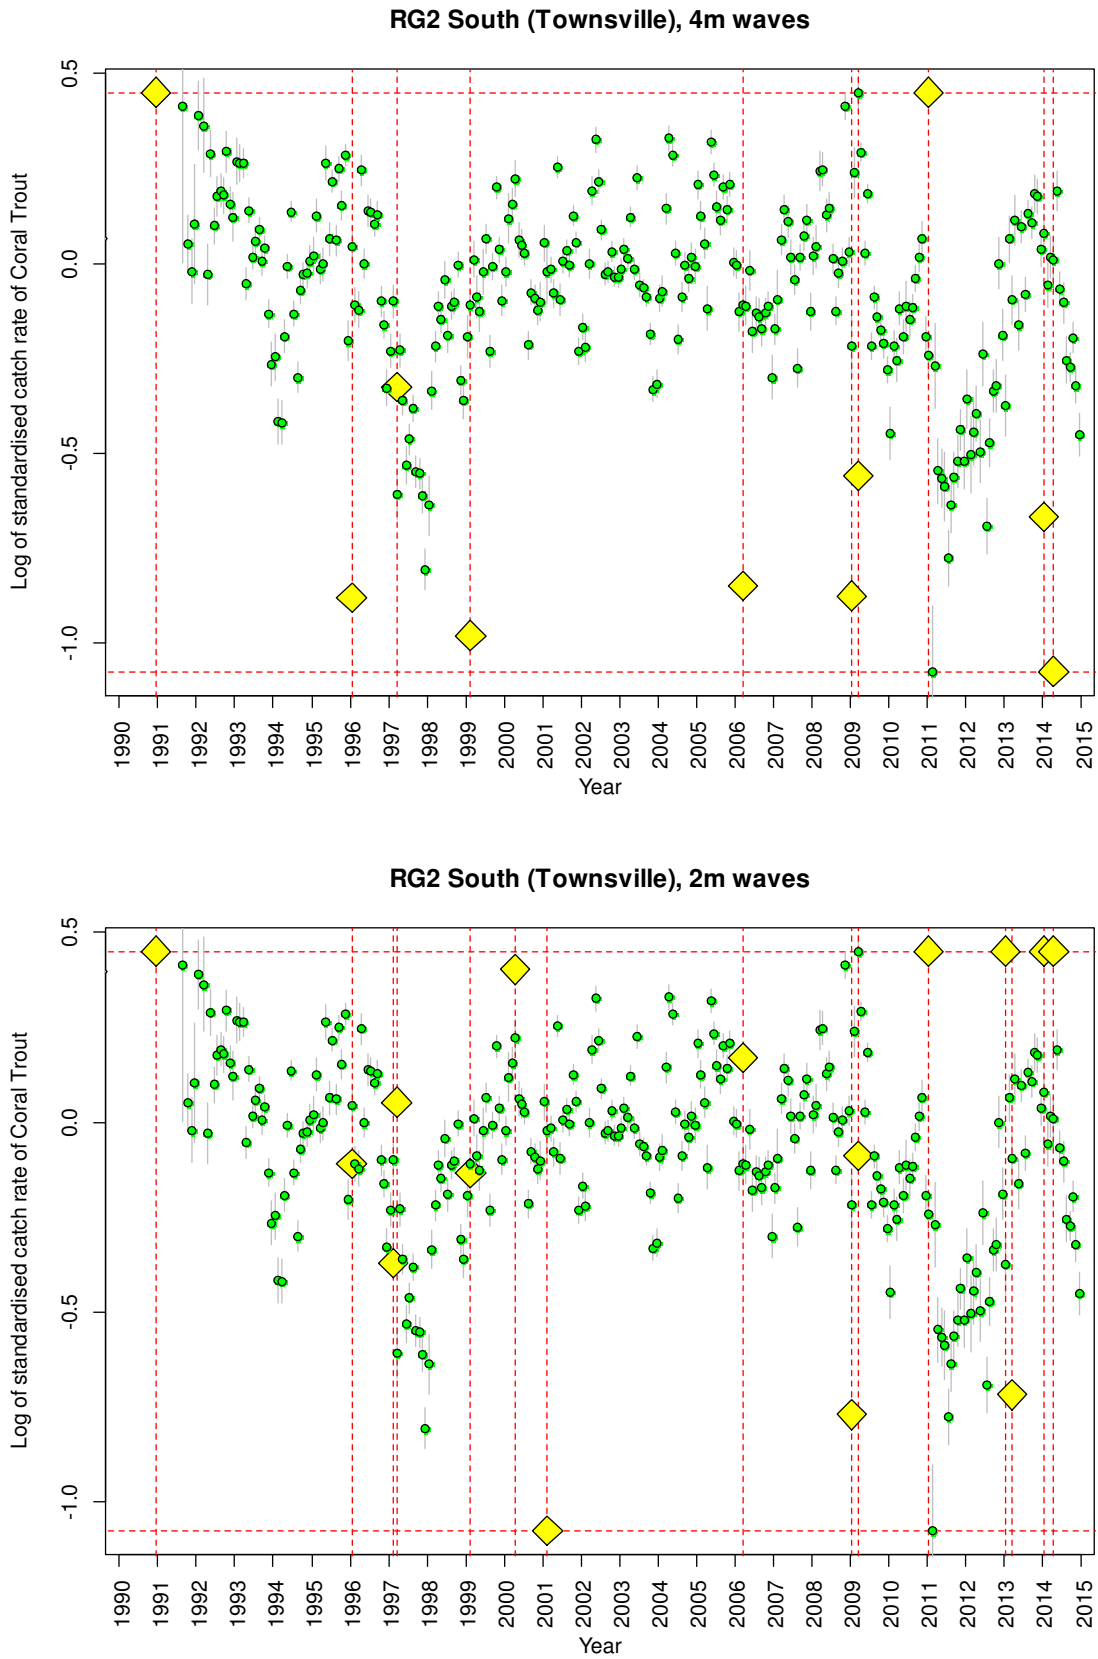 RG2 South (Townsville), 4m waves
Log of standardised catch rate of Coral Trout
0.5
0.0
-0.5
-1.0
1990 1991 1992 1993 1994 1995 1996 1997 1998 1999 2000 2001 2002 2003 2004 2005 2006 2007 2008 2009 2010 2011 2012 2013 2014 2015
Year
RG2 South (Townsville), 2m waves
Log of standardised catch rate of Coral Trout
0.5
0.0
-0.5
-1.0
1990 1991 1992 1993 1994 1995 1996 1997 1998 1999 2000 2001 2002 2003 2004 2005 2006 2007 2008 2009 2010 2011 2012 2013 2014 2015
Year